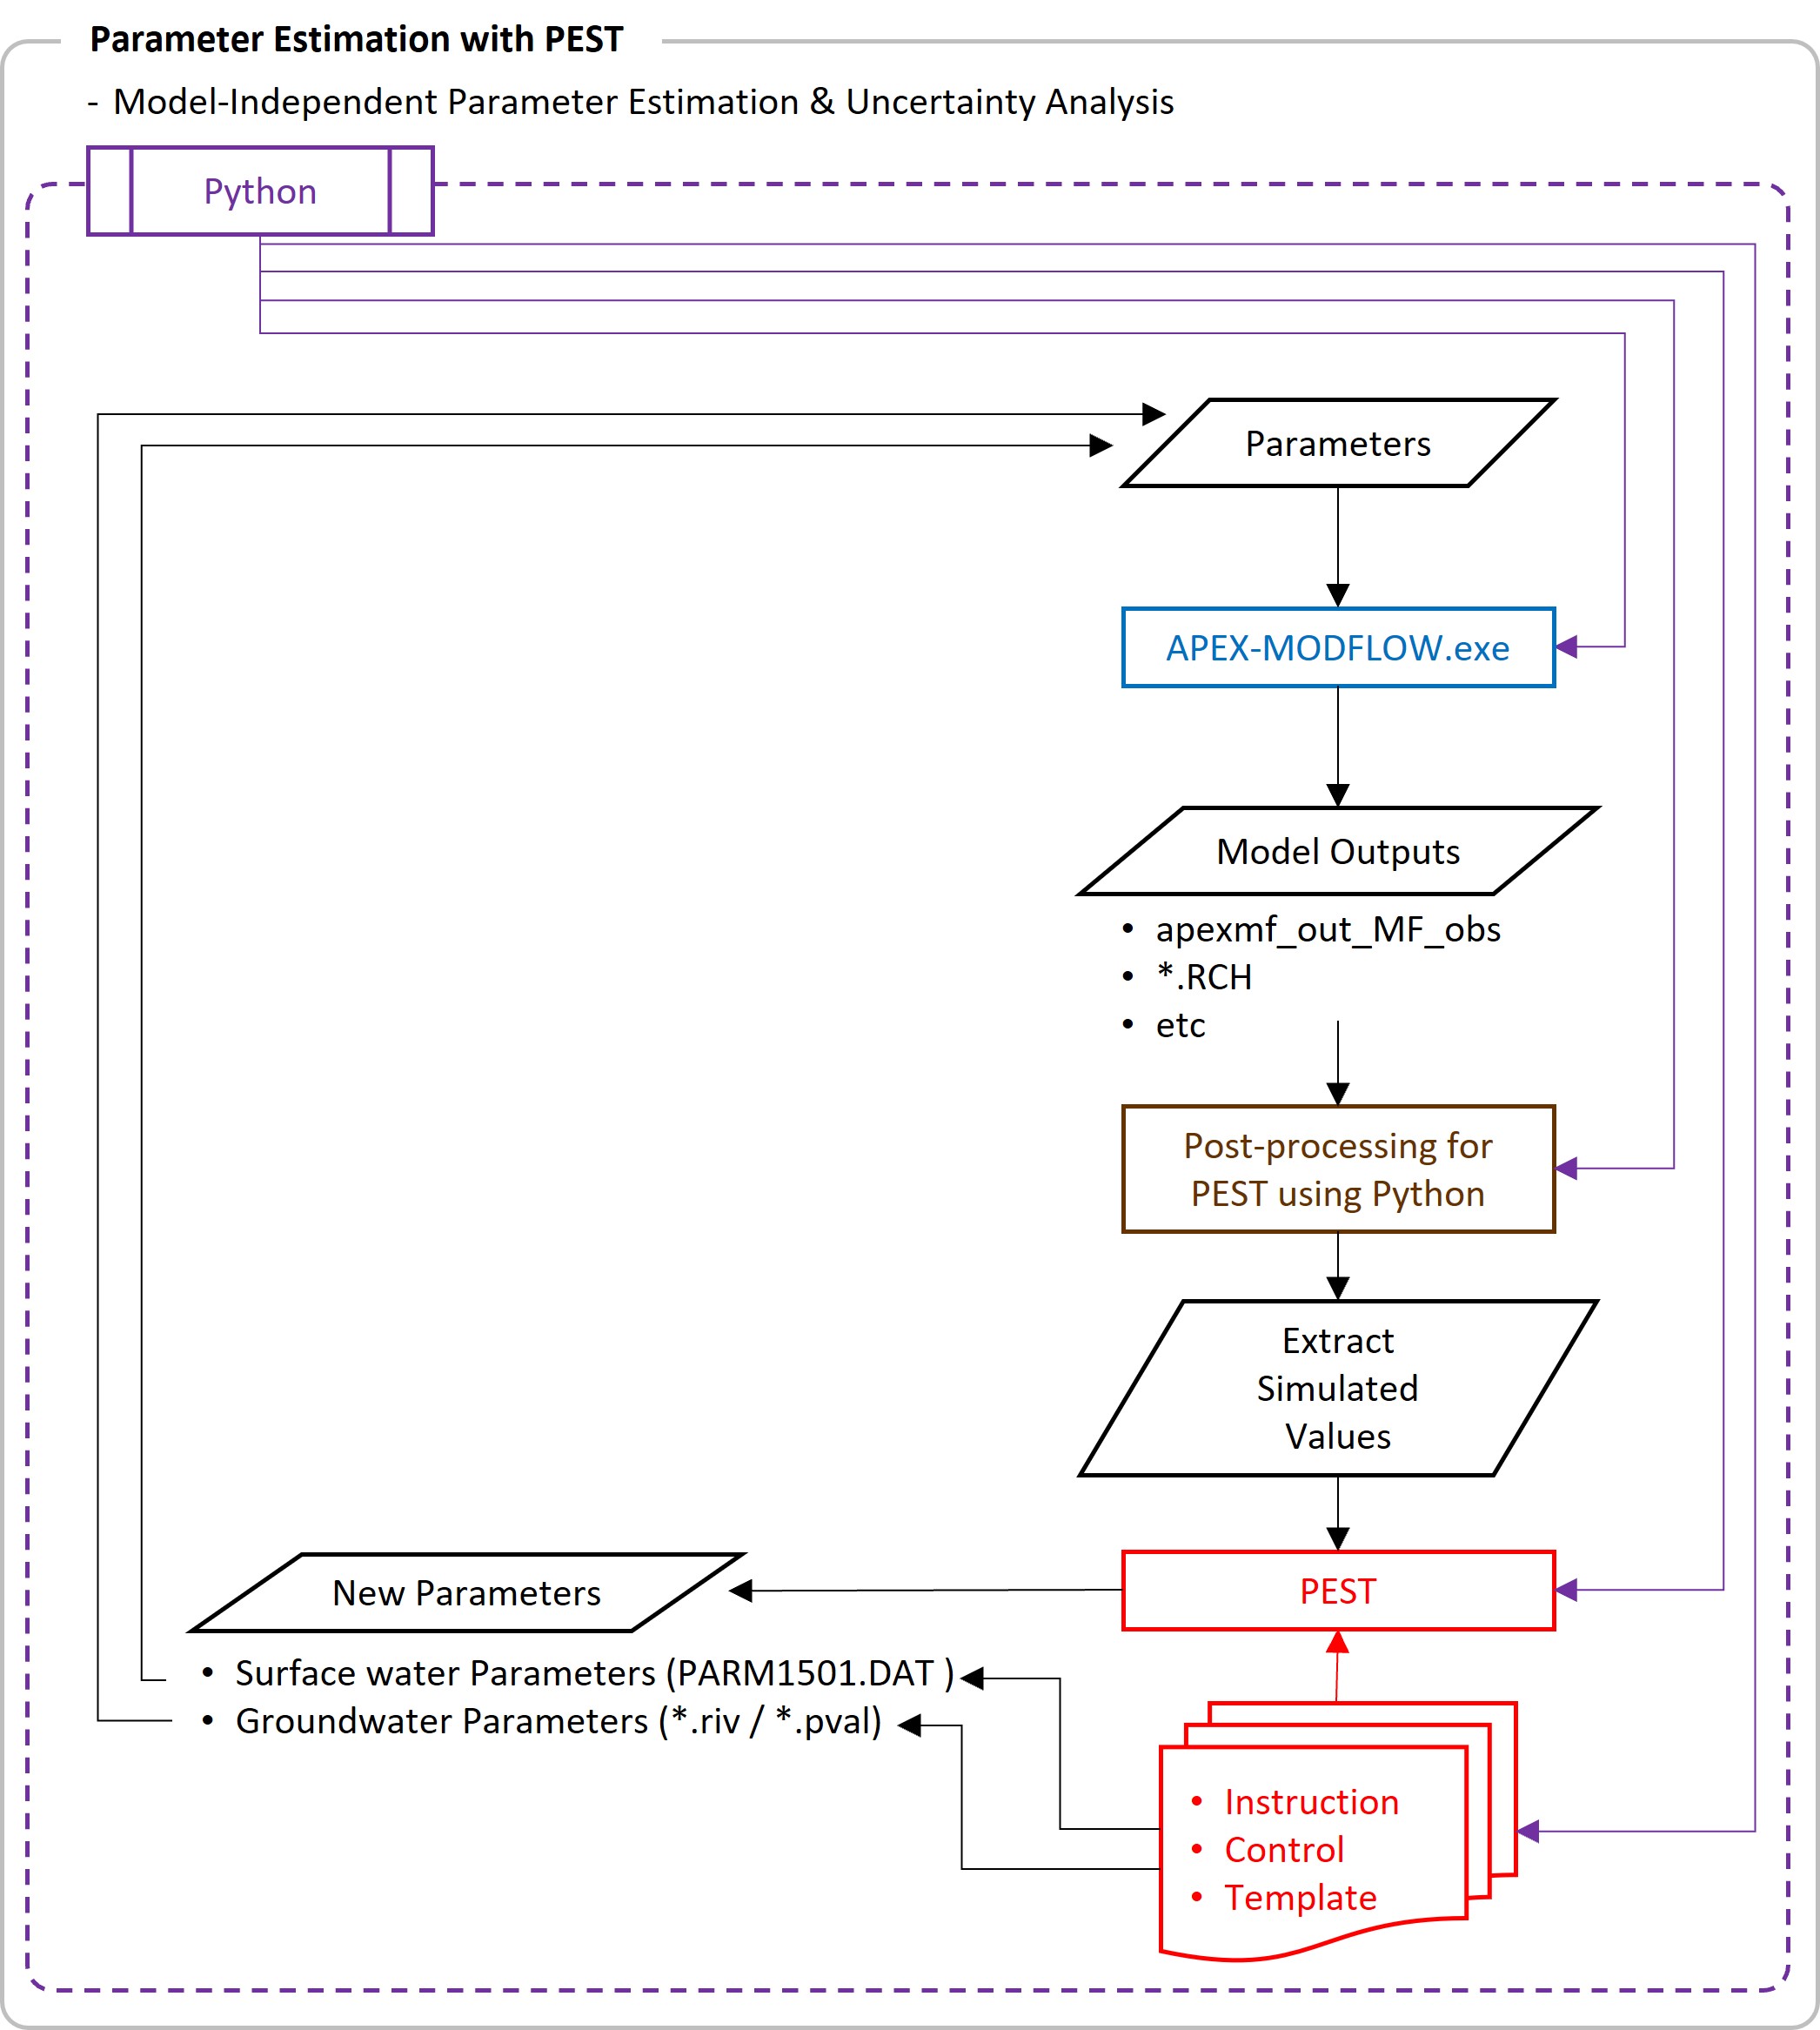 Parameter Estimation with PEST
- Model-Independent Parameter Estimation & Uncertainty Analysis
Python
Parameters
APEX-MODFLOW.exe
Model Outputs
• apexmf_out_MF_obs
• *.RCH
• etc
Post-processing for
PEST using Python
Extract
Simulated
Values
New Parameters
PEST
• Surface water Parameters (PARM1501.DAT )
• Groundwater Parameters (*.riv / *.pval)
• Instruction
• Control
• Template